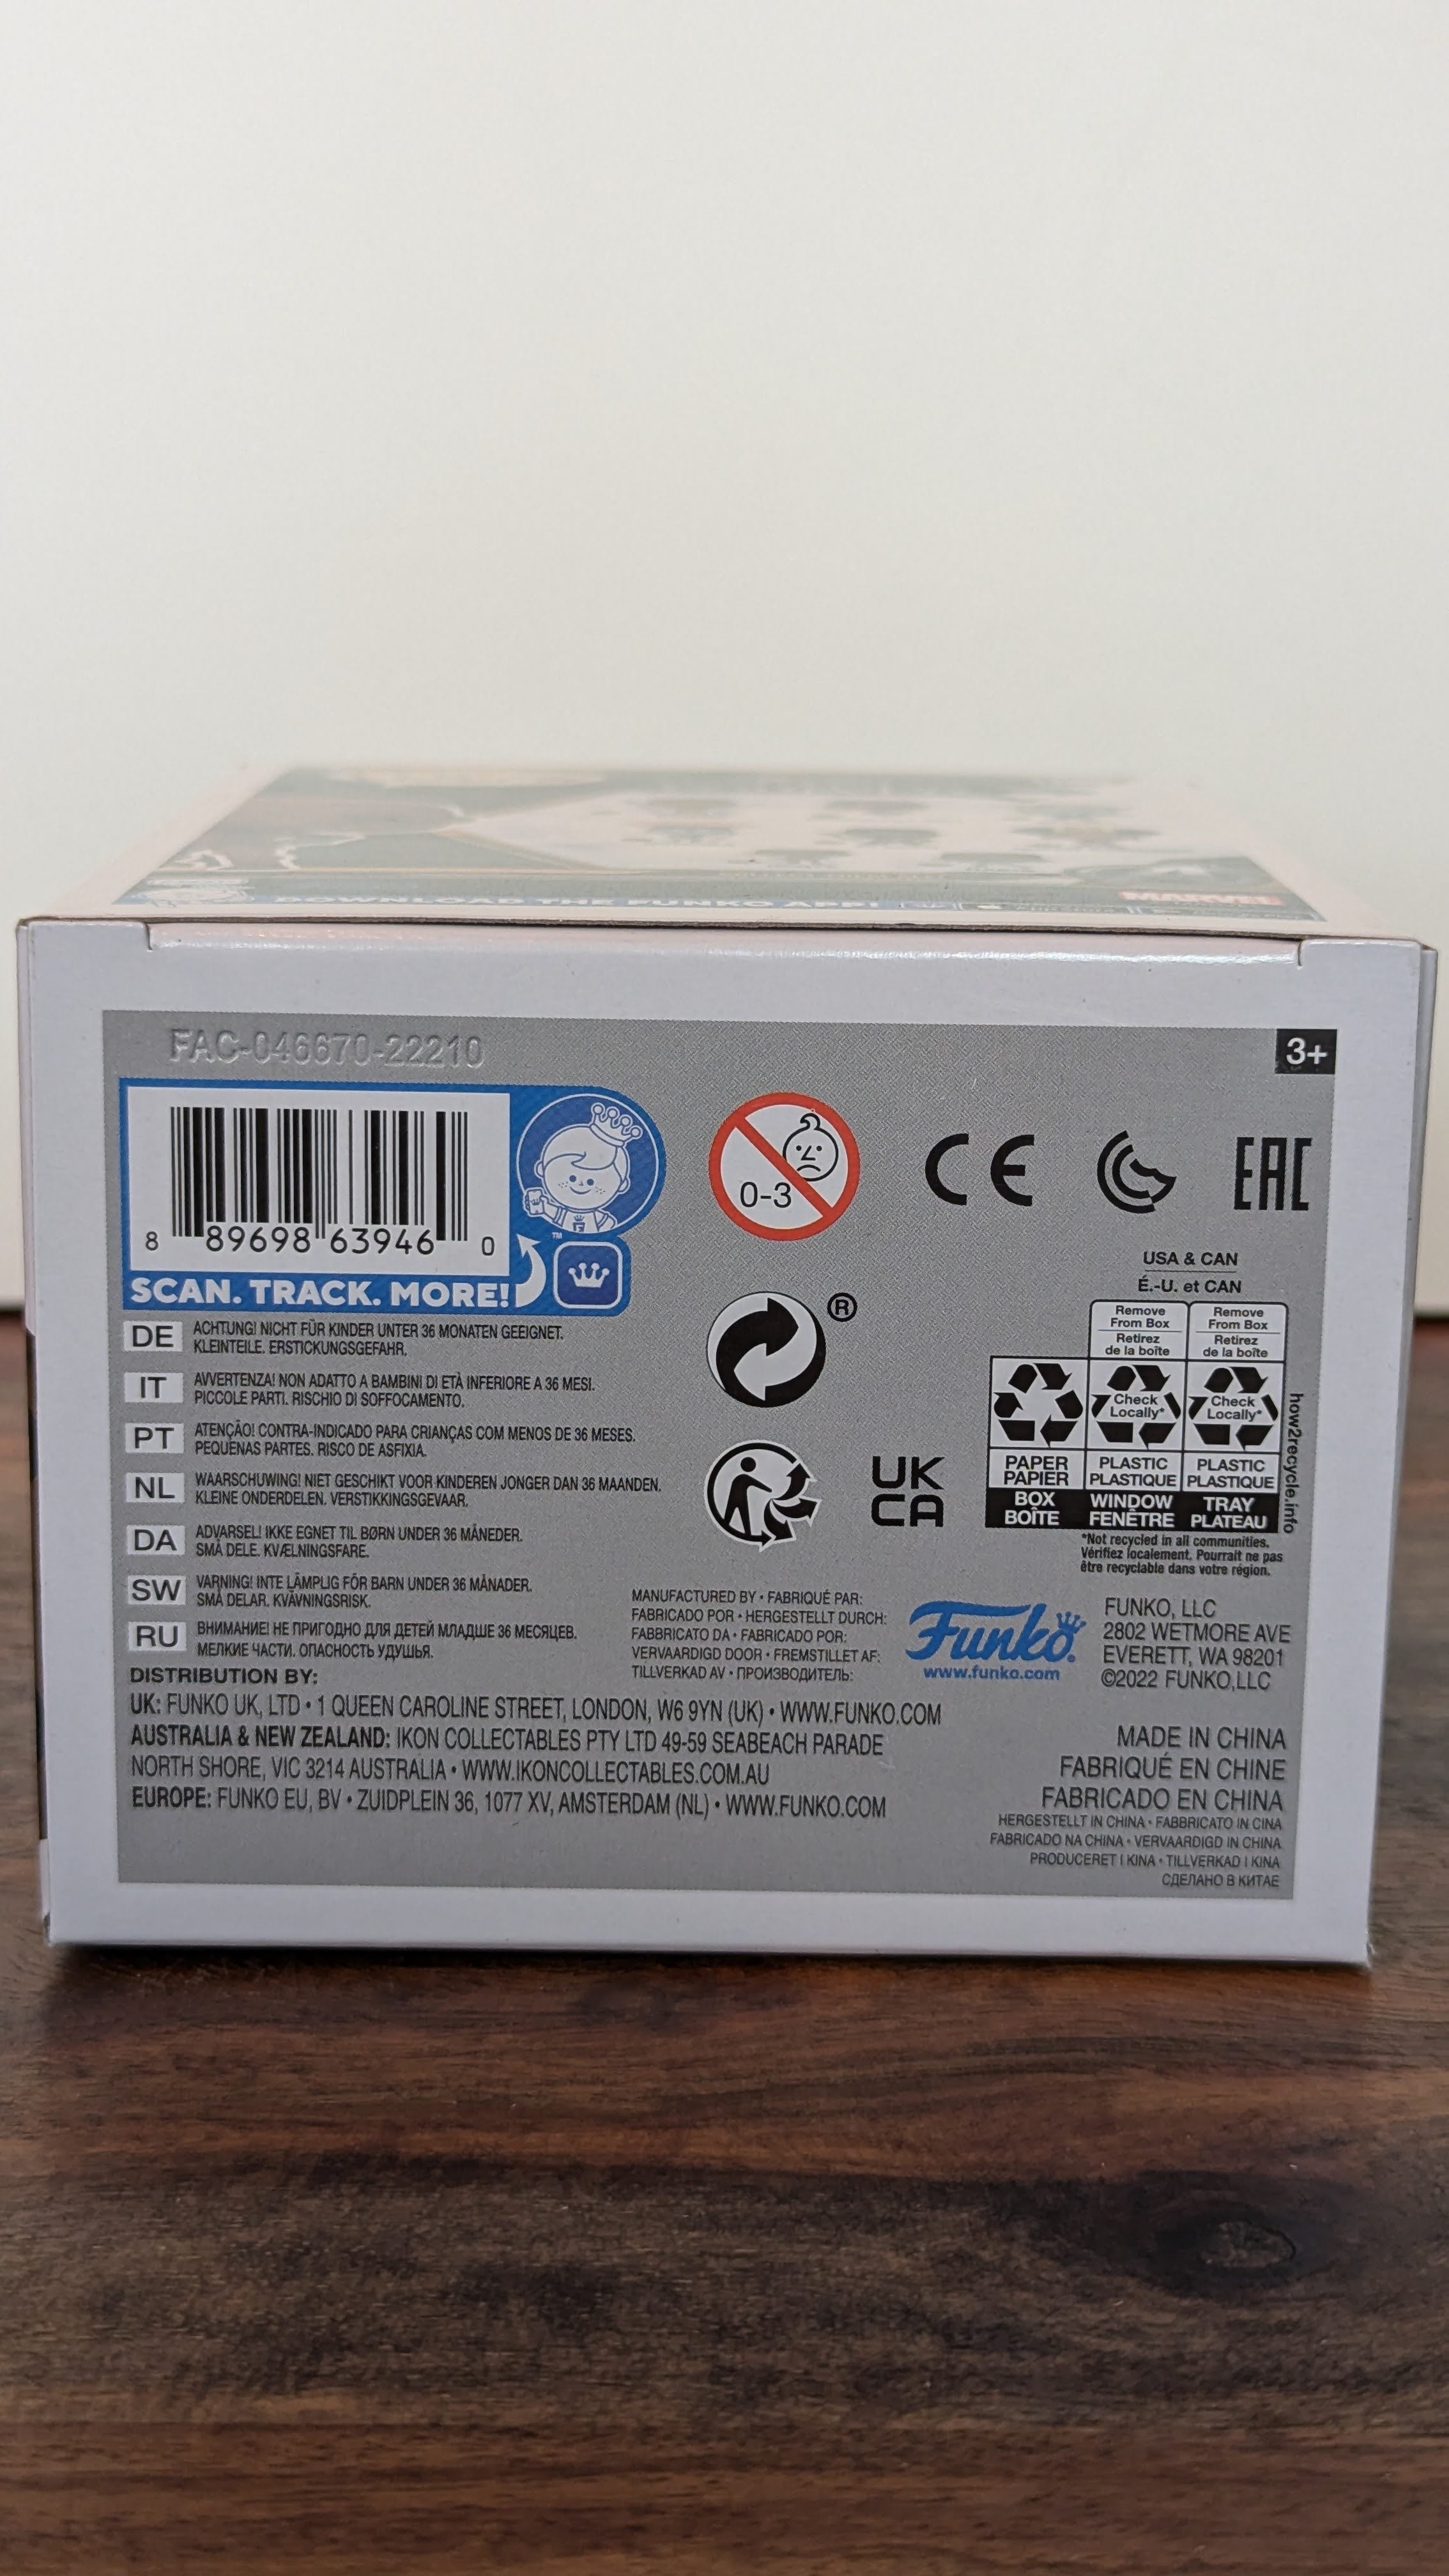 DOWNLOAD THE FUNKO APP!
MARVEL
FAC-046670-22210
3+
8 89698 63946 0
SCAN. TRACK. MORE!
™
0-3
CE
EAC
USA & CAN
É.-U. et CAN
Remove From Box
Retirez de la boîte
Remove From Box
Retirez de la boîte
Check Locally*
Check Locally*
PAPER PAPIER
PLASTIC PLASTIQUE
PLASTIC PLASTIQUE
BOX BOÎTE
WINDOW FENÊTRE
TRAY PLATEAU
how2recycle.info
*Not recycled in all communities.
Vérifiez localement. Pourrait ne pas
être recyclable dans votre région.
®
UK
CA
DE ACHTUNG! NICHT FÜR KINDER UNTER 36 MONATEN GEEIGNET.
KLEINTEILE. ERSTICKUNGSGEFAHR.
IT AVVERTENZA! NON ADATTO A BAMBINI DI ETÀ INFERIORE A 36 MESI.
PICCOLE PARTI. RISCHIO DI SOFFOCAMENTO.
PT ATENÇÃO! CONTRA-INDICADO PARA CRIANÇAS COM MENOS DE 36 MESES.
PEQUENAS PARTES. RISCO DE ASFIXIA.
NL WAARSCHUWING! NIET GESCHIKT VOOR KINDEREN JONGER DAN 36 MAANDEN.
KLEINE ONDERDELEN. VERSTIKKINGSGEVAAR.
DA ADVARSEL! IKKE EGNET TIL BØRN UNDER 36 MÅNEDER.
SMÅ DELE. KVÆLNINGSFARE.
SW VARNING! INTE LÄMPLIG FÖR BARN UNDER 36 MÅNADER.
SMÅ DELAR. KVÄVNINGSRISK.
RU ВНИМАНИЕ! НЕ ПРИГОДНО ДЛЯ ДЕТЕЙ МЛАДШЕ 36 МЕСЯЦЕВ.
МЕЛКИЕ ЧАСТИ. ОПАСНОСТЬ УДУШЬЯ.
MANUFACTURED BY • FABRIQUÉ PAR:
FABRICADO POR • HERGESTELLT DURCH:
FABBRICATO DA • FABRICADO POR:
VERVAARDIGD DOOR • FREMSTILLET AF:
TILLVERKAD AV • ПРОИЗВОДИТЕЛЬ:
Funko®
www.funko.com
FUNKO, LLC
2802 WETMORE AVE
EVERETT, WA 98201
©2022 FUNKO,LLC
DISTRIBUTION BY:
UK: FUNKO UK, LTD • 1 QUEEN CAROLINE STREET, LONDON, W6 9YN (UK) • WWW.FUNKO.COM
AUSTRALIA & NEW ZEALAND: IKON COLLECTABLES PTY LTD 49-59 SEABEACH PARADE
NORTH SHORE, VIC 3214 AUSTRALIA • WWW.IKONCOLLECTABLES.COM.AU
EUROPE: FUNKO EU, BV • ZUIDPLEIN 36, 1077 XV, AMSTERDAM (NL) • WWW.FUNKO.COM
MADE IN CHINA
FABRIQUÉ EN CHINE
FABRICADO EN CHINA
HERGESTELLT IN CHINA • FABBRICATO IN CINA
FABRICADO NA CHINA • VERVAARDIGD IN CHINA
PRODUCERET I KINA • TILLVERKAD I KINA
СДЕЛАНО В КИТАЕ